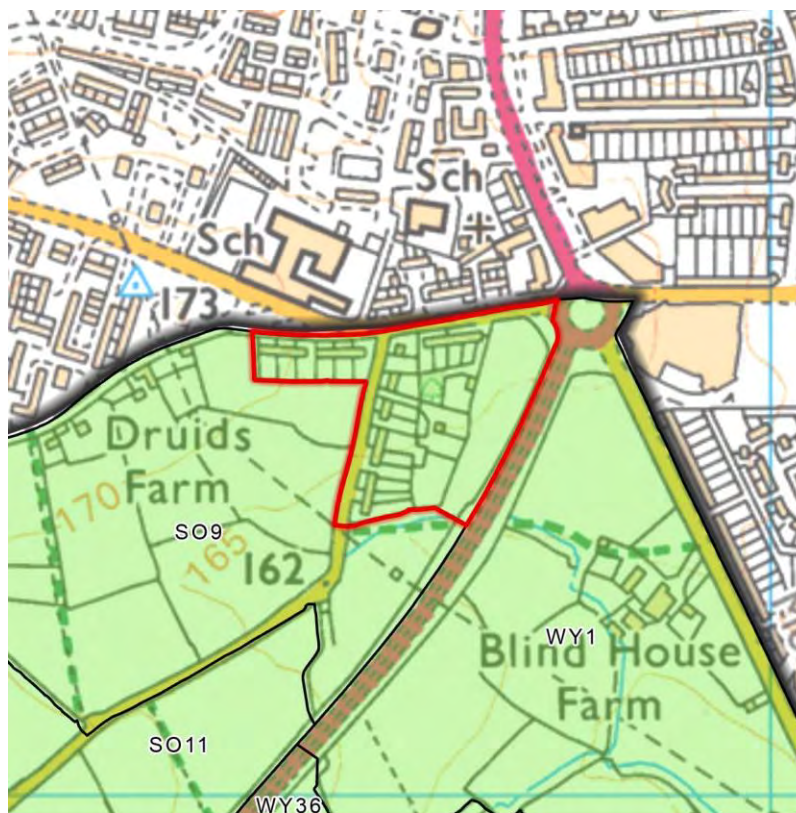 Sch
Sch
173
Druids
Farm
170
SO9
165
162
WY1
Blind House
Farm
SO11
WY36